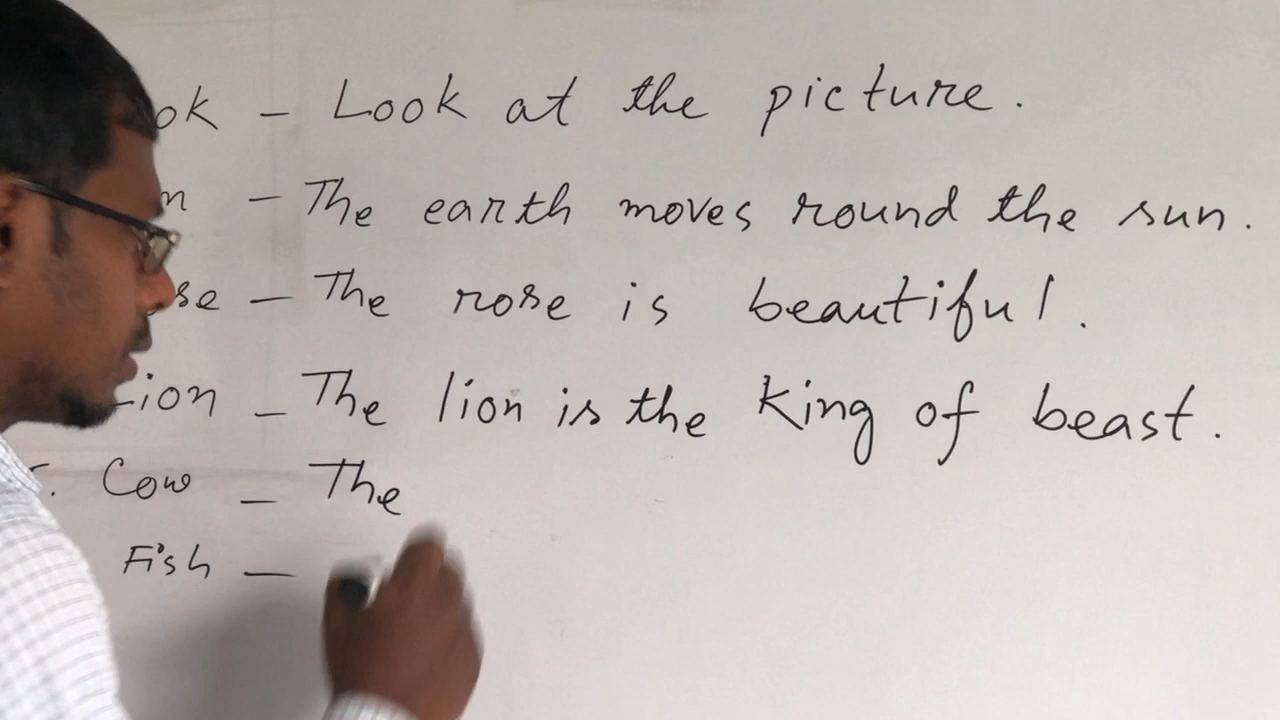 ok - Look at the picture.
n - The earth moves round the sun.
se - The rose is beautiful.
Lion - The lion is the king of beast.
Cow - The
Fish -